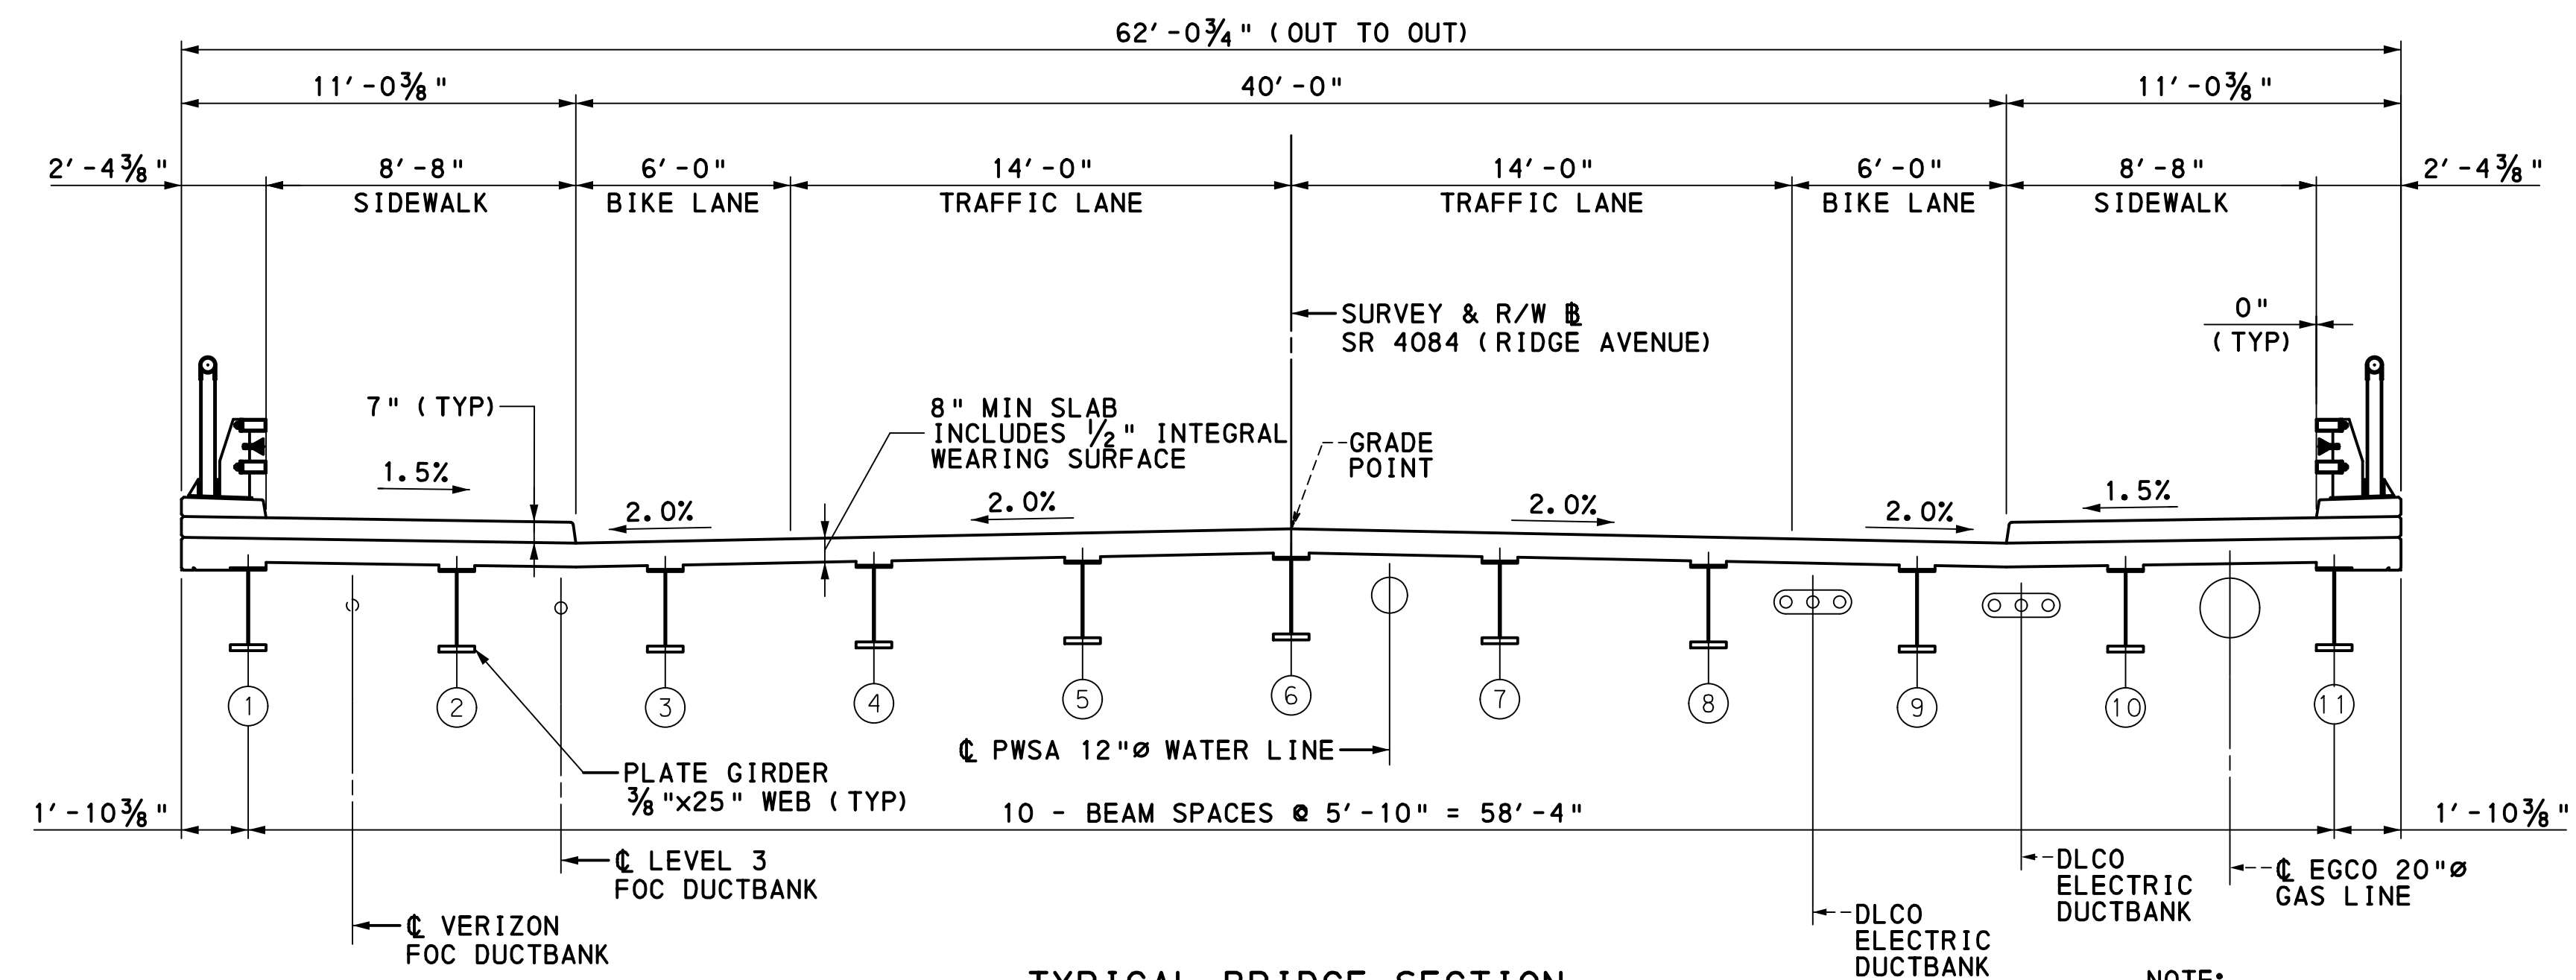 62'-0¾" (OUT TO OUT)
11'-0⅜"
40'-0"
11'-0⅜"
2'-4⅜"
8'-8"
6'-0"
14'-0"
14'-0"
6'-0"
8'-8"
2'-4⅜"
SIDEWALK
BIKE LANE
TRAFFIC LANE
TRAFFIC LANE
BIKE LANE
SIDEWALK
SURVEY & R/W BL
SR 4084 (RIDGE AVENUE)
0"
(TYP)
7" (TYP)
8" MIN SLAB
INCLUDES ½" INTEGRAL
WEARING SURFACE
GRADE
POINT
1.5%
2.0%
2.0%
2.0%
2.0%
1.5%
1
2
3
4
5
6
7
8
9
10
11
℄ PWSA 12"ø WATER LINE
PLATE GIRDER
⅜"x25" WEB (TYP)
1'-10⅜"
10 - BEAM SPACES @ 5'-10" = 58'-4"
1'-10⅜"
℄ LEVEL 3
FOC DUCTBANK
℄ VERIZON
FOC DUCTBANK
DLCO
ELECTRIC
DUCTBANK
DLCO
ELECTRIC
DUCTBANK
℄ EGCO 20"ø
GAS LINE
TYPICAL BRIDGE SECTION
NOTE: